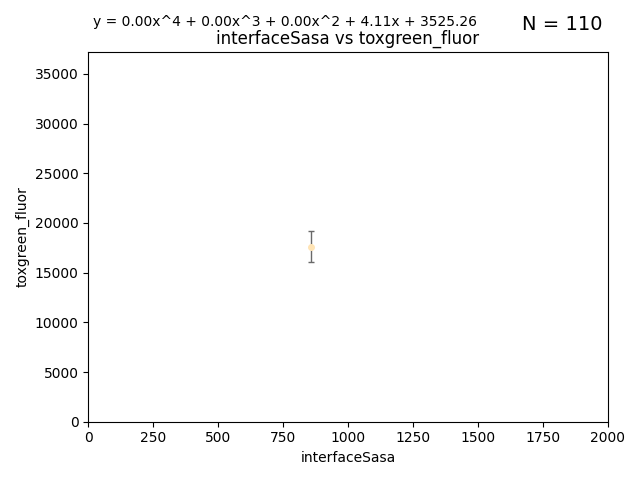 y = 0.00x^4 + 0.00x^3 + 0.00x^2 + 4.11x + 3525.26
N = 110
interfaceSasa vs toxgreen_fluor
35000
30000
25000
20000
15000
10000
5000
0
toxgreen_fluor
0 250 500 750 1000 1250 1500 1750 2000
interfaceSasa